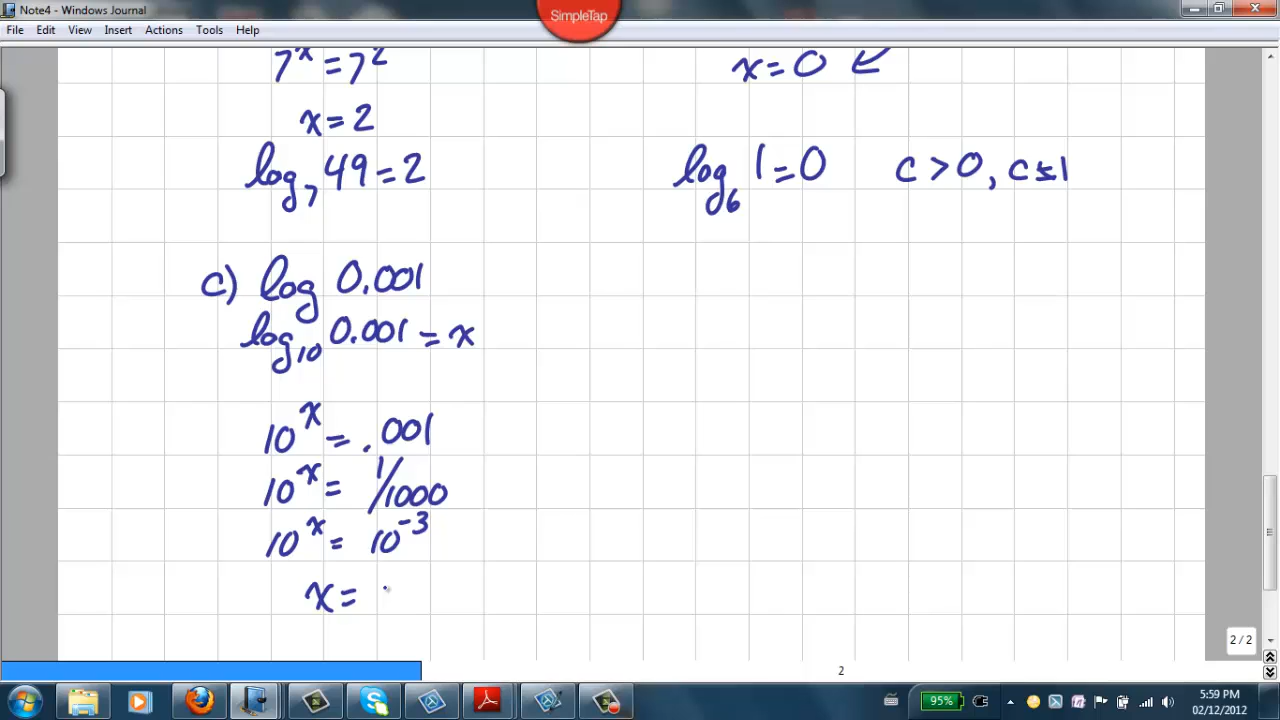 Note4 - Windows Journal
SimpleTap
File Edit View Insert Actions Tools Help
7^x = 7^2
x = 2
log_7 49 = 2
x = 0 ↙
log_6 1 = 0 c > 0, c ≠ 1
c) log 0.001
log_10 0.001 = x
10^x = .001
10^x = 1/1000
10^x = 10^-3
x =
2 / 2
2
95%
5:59 PM
02/12/2012